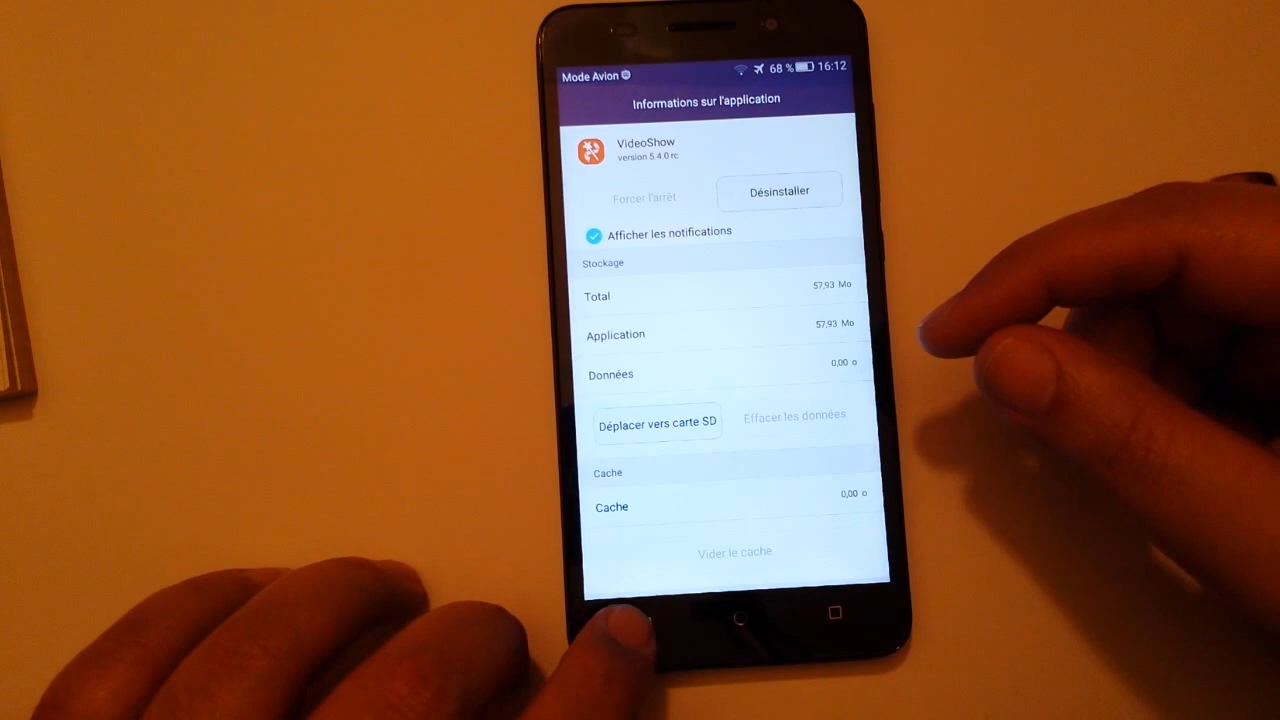 Mode Avion 68 % 16:12
Informations sur l'application
VideoShow
version 5.4.0 rc
Forcer l'arrêt Désinstaller
Afficher les notifications
Stockage
Total 57,93 Mo
Application 57,93 Mo
Données 0,00 o
Déplacer vers carte SD Effacer les données
Cache
Cache 0,00 o
Vider le cache